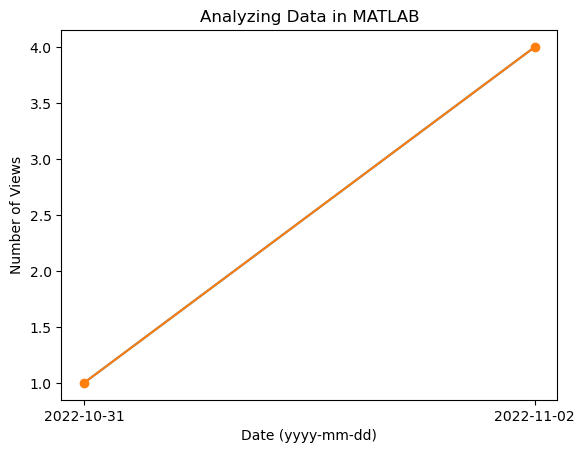 Analyzing Data in MATLAB
4.0
3.5
3.0
2.5
2.0
1.5
1.0
Number of Views
2022-10-31 2022-11-02
Date (yyyy-mm-dd)